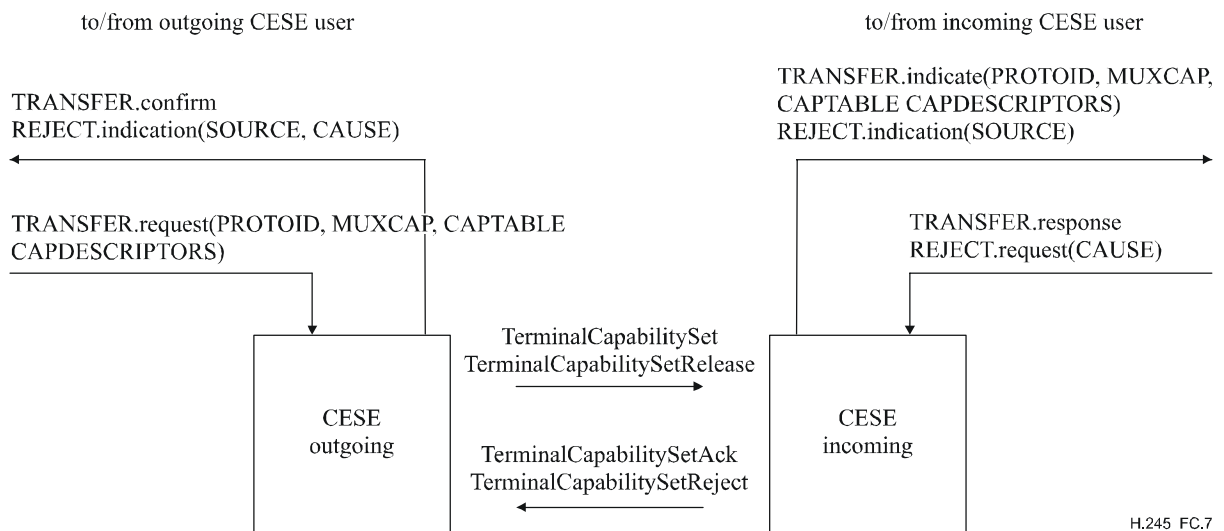 to/from outgoing CESE user
to/from incoming CESE user
TRANSFER.confirm
REJECT.indication(SOURCE, CAUSE)
TRANSFER.indicate(PROTOID, MUXCAP,
CAPTABLE CAPDESCRIPTORS)
REJECT.indication(SOURCE)
TRANSFER.request(PROTOID, MUXCAP, CAPTABLE
CAPDESCRIPTORS)
TRANSFER.response
REJECT.request(CAUSE)
CESE
outgoing
TerminalCapabilitySet
TerminalCapabilitySetRelease
TerminalCapabilitySetAck
TerminalCapabilitySetReject
CESE
incoming
H.245_FC.7